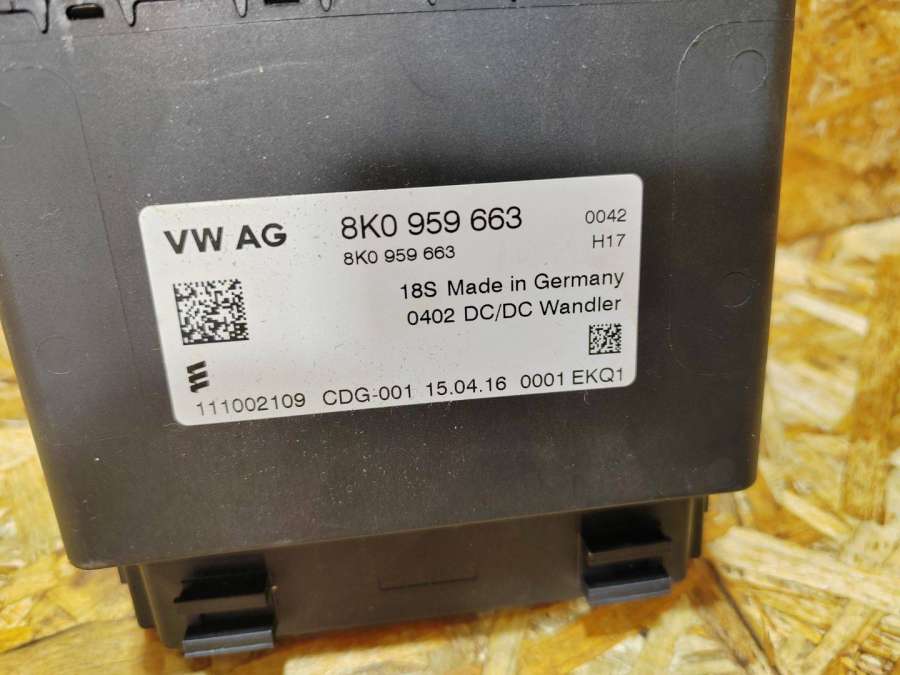 VW AG 8K0 959 663 0042
8K0 959 663 H17
18S Made in Germany
0402 DC/DC Wandler
111002109 CDG-001 15.04.16 0001 EKQ1